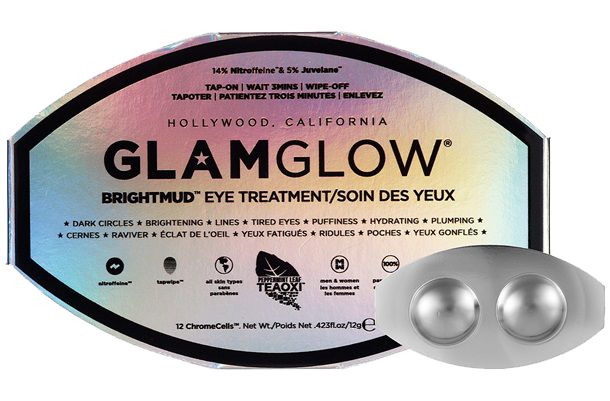 14% Nitroffeine™ & 5% Juvelane™
TAP-ON | WAIT 3MINS | WIPE-OFF
TAPOTER | PATIENTEZ TROIS MINUTES | ENLEVEZ
HOLLYWOOD, CALIFORNIA
GLAMGLOW®
BRIGHTMUD™ EYE TREATMENT/SOIN DES YEUX
★ DARK CIRCLES ★ BRIGHTENING ★ LINES ★ TIRED EYES ★ PUFFINESS ★ HYDRATING ★ PLUMPING ★
★ CERNES ★ RAVIVER ★ ÉCLAT DE L'OEIL ★ YEUX FATIGUÉS ★ RIDULES ★ POCHES ★ YEUX GONFLÉS ★
nitroffeine™
tapwipe™
all skin types
sans
parabènes
PEPPERMINT LEAF
TEAOXI™
men & women
les hommes et
les femmes
100%
12 ChromeCells™. Net Wt./Poids Net .423fl.oz/12g e